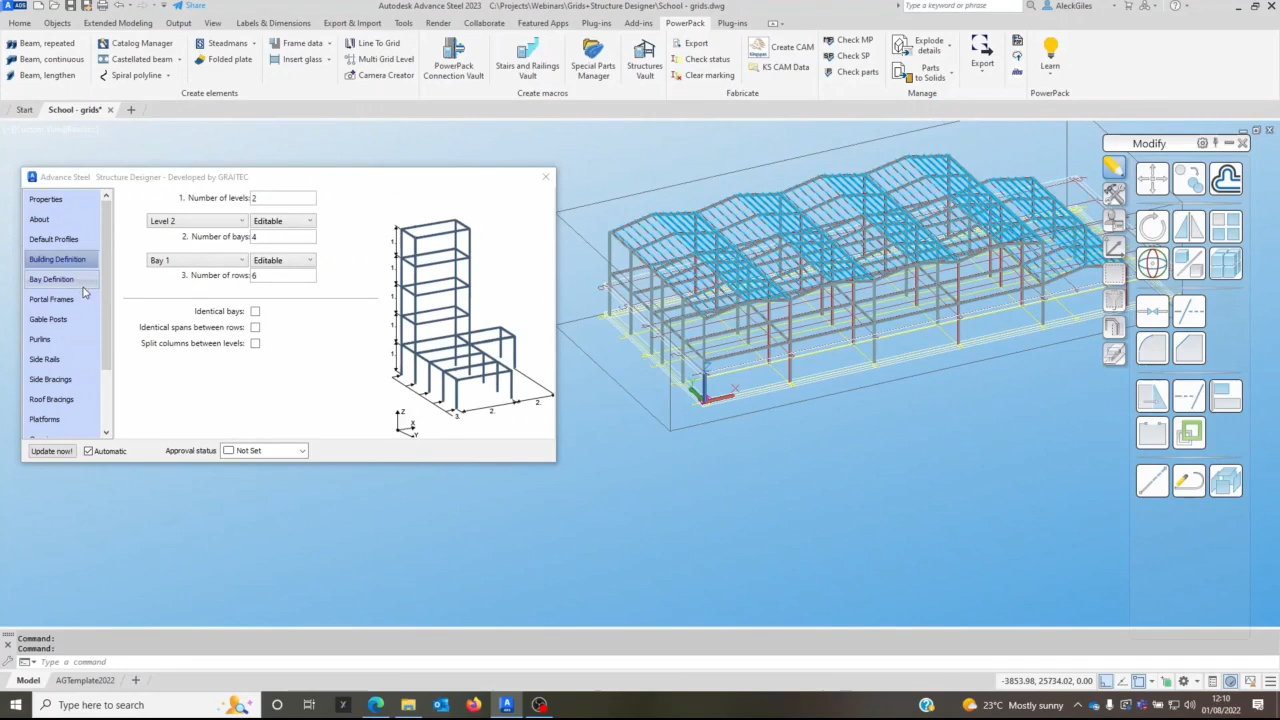 ADS
Share
Autodesk Advance Steel 2023 C:\Projects\Webinars\Grids+Structure Designer\School - grids.dwg
Type a keyword or phrase
AleckGiles
Home
Objects
Extended Modeling
Output
View
Labels & Dimensions
Export & Import
Tools
Render
Collaborate
Featured Apps
Plug-ins
Add-ins
PowerPack
Plug-ins
Beam, repeated
Catalog Manager
Steadmans
Frame data
Line To Grid
Export
Create CAM
Check MP
Explode details
Beam, continuous
Castellated beam
Folded plate
Insert glass
Multi Grid Level
Check status
KS CAM Data
Check SP
Beam, lengthen
Spiral polyline
Camera Creator
Clear marking
Check parts
Parts to Solids
PowerPack Connection Vault
Stairs and Railings Vault
Special Parts Manager
Structures Vault
Export
Learn
Create elements
Create macros
Fabricate
Manage
PowerPack
Start
School - grids*
Modify
Advance Steel Structure Designer - Developed by GRAITEC
Properties
About
Default Profiles
Building Definition
Bay Definition
Portal Frames
Gable Posts
Purlins
Side Rails
Side Bracings
Roof Bracings
Platforms
1. Number of levels: 2
Level 2 Editable
2. Number of bays: 4
Bay 1 Editable
3. Number of rows: 6
Identical bays:
Identical spans between rows:
Split columns between levels:
1.
1.
1.
1.
1.
3.
2.
2.
Z
X
Y
Update now!
Automatic
Approval status
Not Set
X
Command:
Command:
Type a command
Model
AGTemplate2022
-3853.98, 25734.02, 0.00
Type here to search
23°C Mostly sunny
12:10
01/08/2022